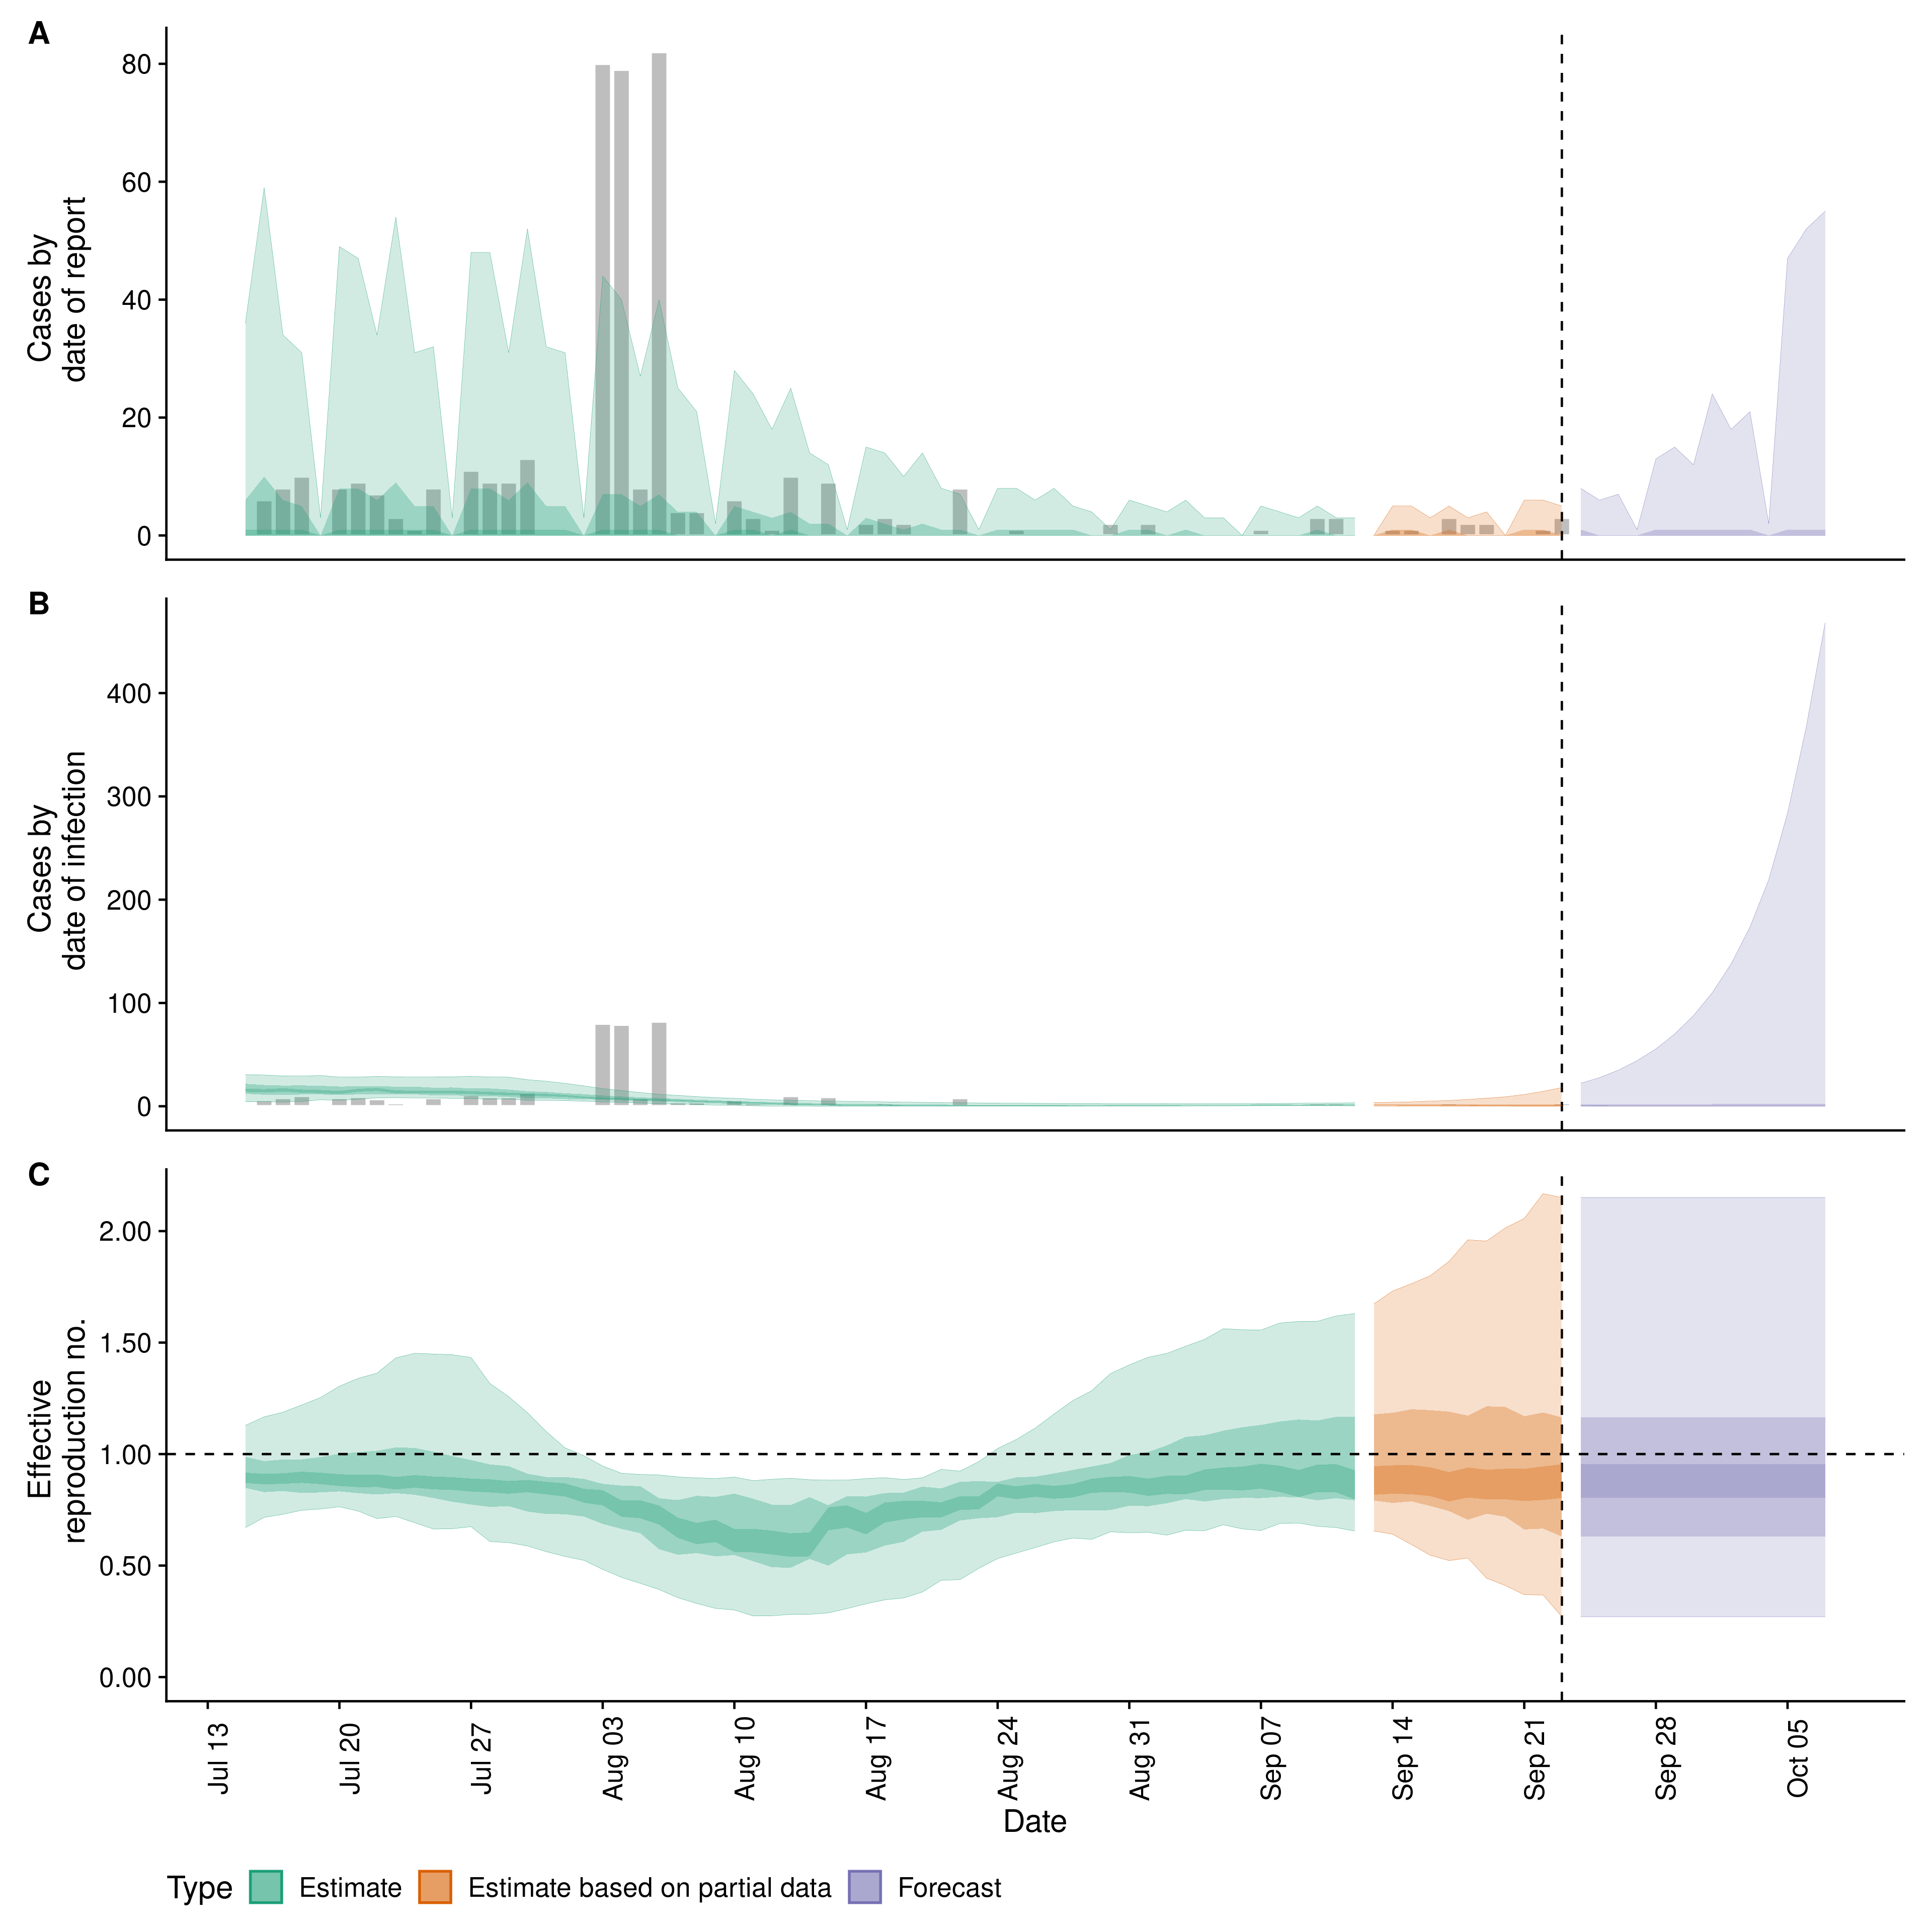 A
Cases by
date of report
80
60
40
20
0
B
Cases by
date of infection
400
300
200
100
0
C
Effective
reproduction no.
2.00
1.50
1.00
0.50
0.00
Jul 13
Jul 20
Jul 27
Aug 03
Aug 10
Aug 17
Aug 24
Aug 31
Sep 07
Sep 14
Sep 21
Sep 28
Oct 05
Date
Type
Estimate
Estimate based on partial data
Forecast